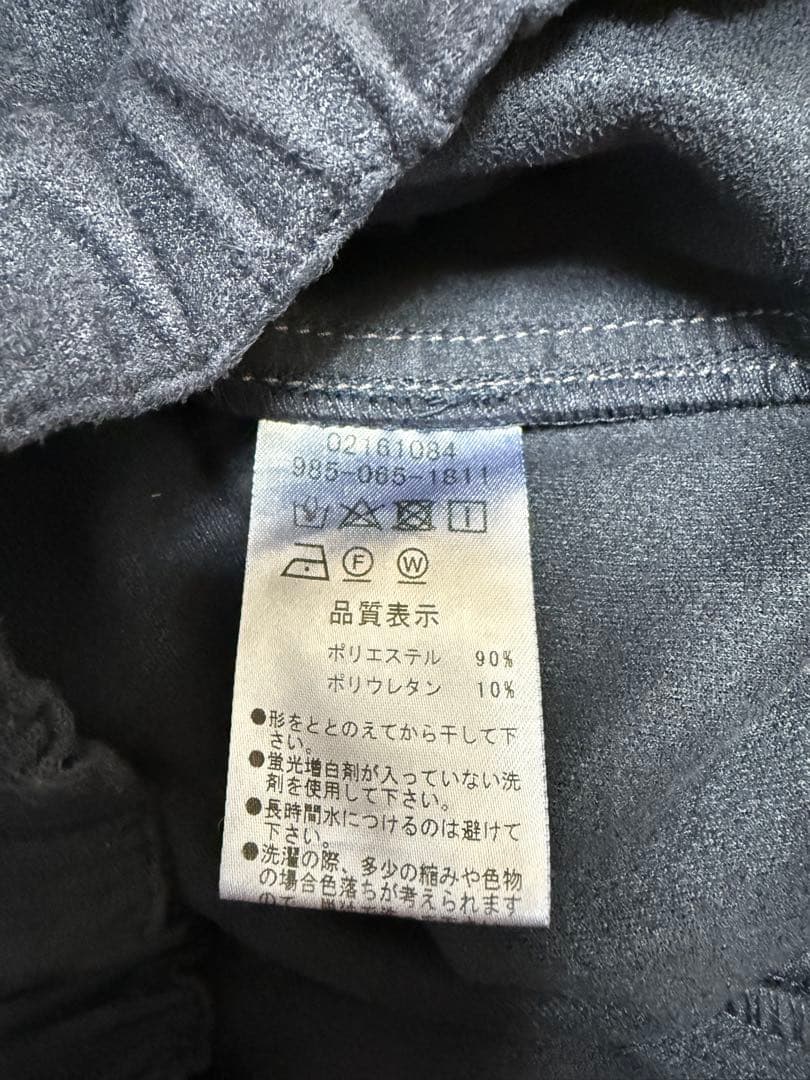 02161084
985-065-1811
F W
品質表示
ポリエステル 90%
ポリウレタン 10%
●形をととのえてから干して下
さい。
●蛍光増白剤が入っていない洗
剤を使用して下さい。
●長時間水につけるのは避けて
下さい。
●洗濯の際、多少の縮みや色物
の場合色落ちが考えられます
ので、